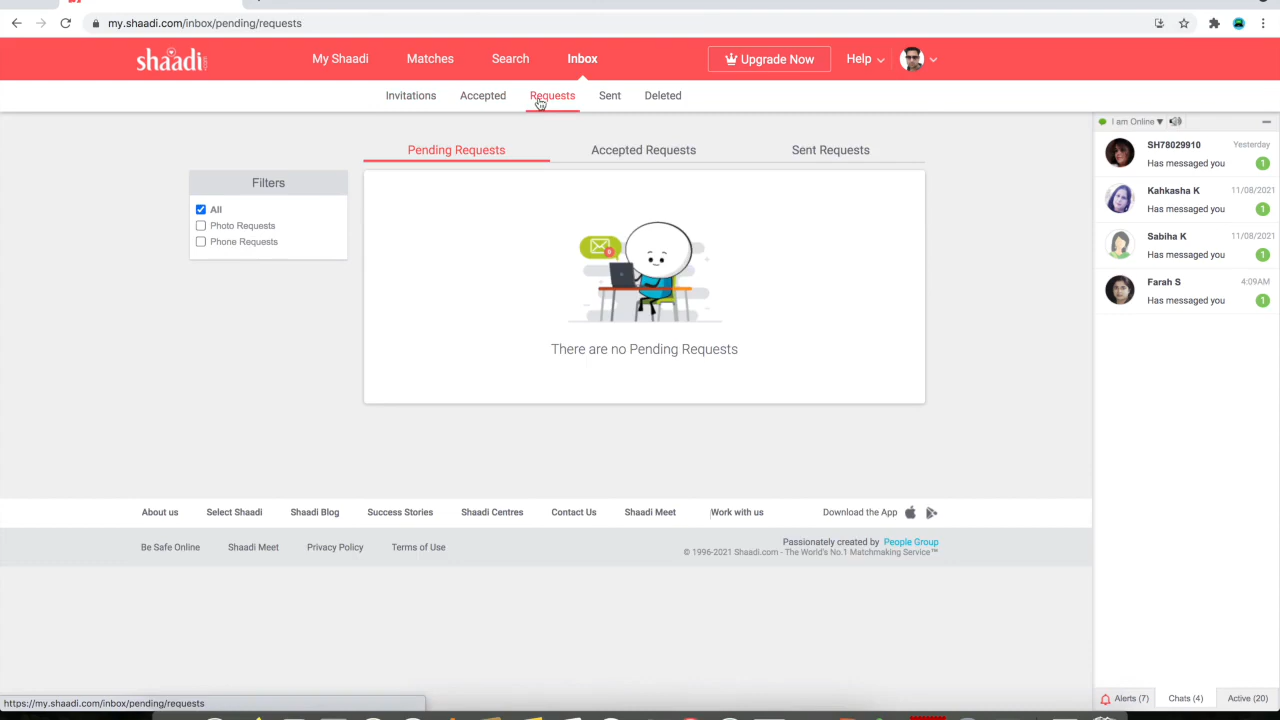 my.shaadi.com/inbox/pending/requests
shaadi
My Shaadi
Matches
Search
Inbox
Upgrade Now
Help
Invitations
Accepted
Requests
Sent
Deleted
I am Online ▼
Pending Requests
Accepted Requests
Sent Requests
Filters
All
Photo Requests
Phone Requests
There are no Pending Requests
SH78029910
Yesterday
Has messaged you
1
Kahkasha K
11/08/2021
Has messaged you
1
Sabiha K
11/08/2021
Has messaged you
1
Farah S
4:09AM
Has messaged you
1
About us
Select Shaadi
Shaadi Blog
Success Stories
Shaadi Centres
Contact Us
Shaadi Meet
Work with us
Download the App
Be Safe Online
Shaadi Meet
Privacy Policy
Terms of Use
Passionately created by People Group
© 1996-2021 Shaadi.com - The World's No.1 Matchmaking Service™
https://my.shaadi.com/inbox/pending/requests
Alerts (7)
Chats (4)
Active (20)